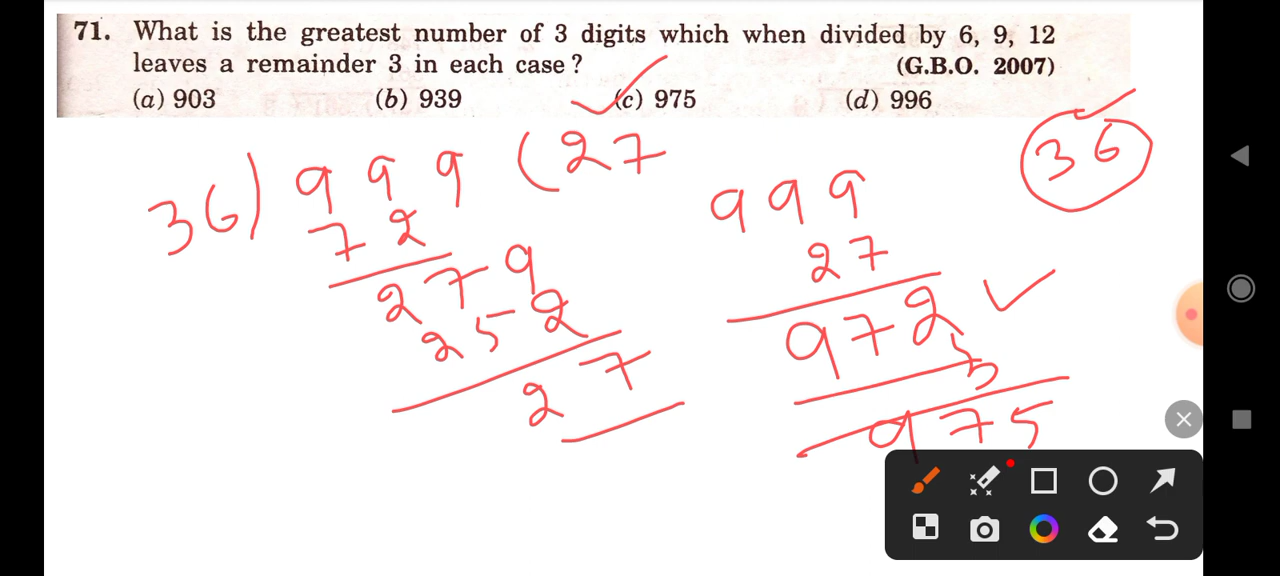 71. What is the greatest number of 3 digits which when divided by 6, 9, 12
leaves a remainder 3 in each case ? (G.B.O. 2007)
(a) 903 (b) 939 (c) 975 (d) 996
36
36) 999 (27
72
279
252
27
999
27
972
3
975